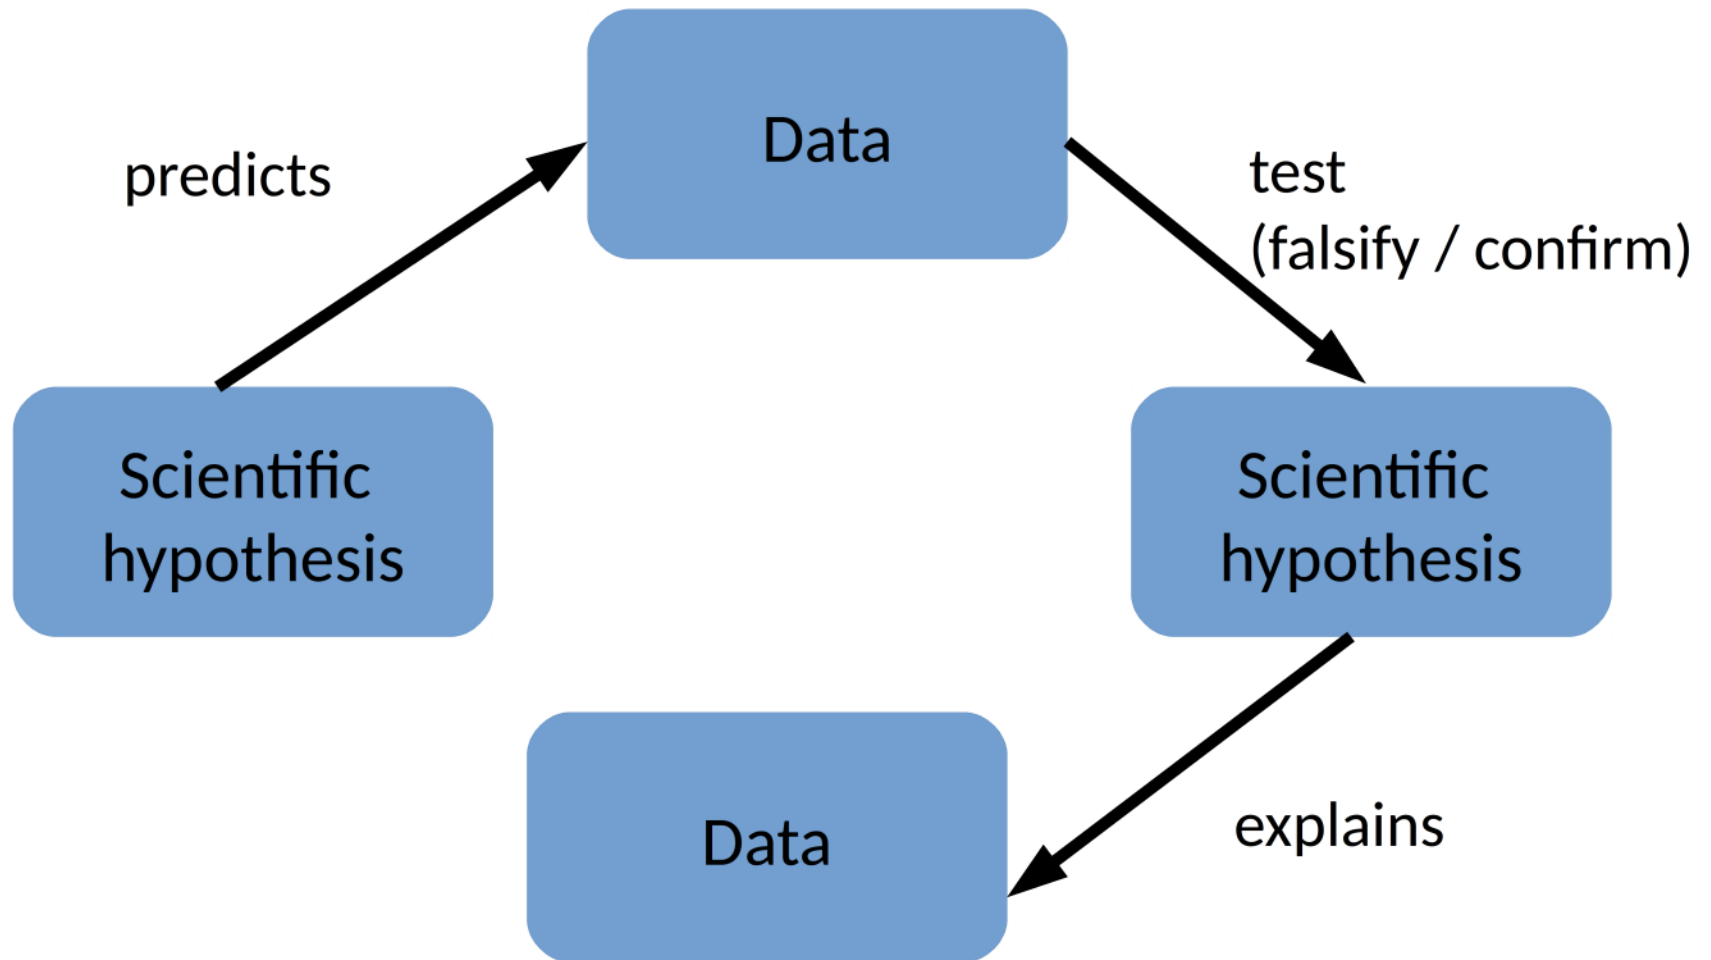 Data
predicts
test
(falsify / confirm)
Scientific
hypothesis
Scientific
hypothesis
explains
Data